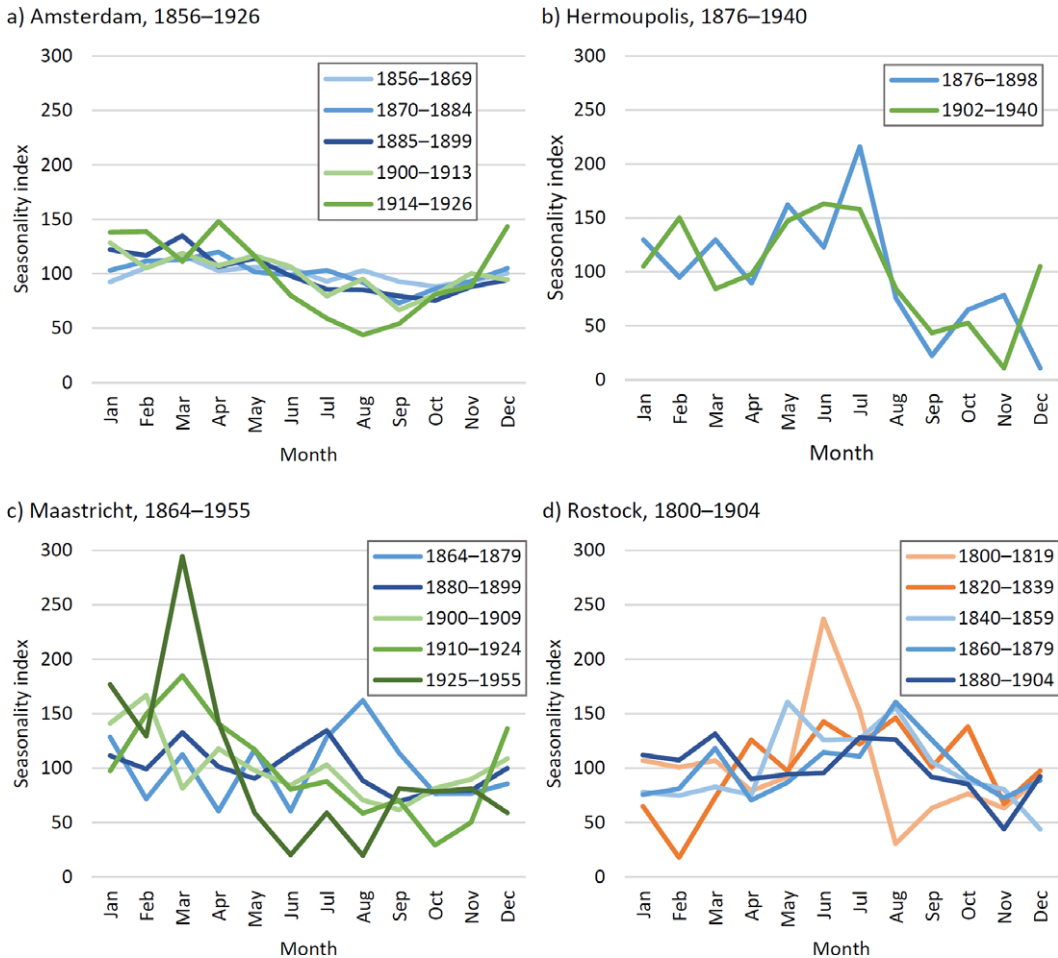 a) Amsterdam, 1856–1926
300
250
200
150
100
50
0
Seasonality index
1856–1869
1870–1884
1885–1899
1900–1913
1914–1926
Jan
Feb
Mar
Apr
May
Jun
Jul
Aug
Sep
Oct
Nov
Dec
Month
b) Hermoupolis, 1876–1940
300
250
200
150
100
50
0
Seasonality index
1876–1898
1902–1940
Jan
Feb
Mar
Apr
May
Jun
Jul
Aug
Sep
Oct
Nov
Dec
Month
c) Maastricht, 1864–1955
300
250
200
150
100
50
0
Seasonality index
1864–1879
1880–1899
1900–1909
1910–1924
1925–1955
Jan
Feb
Mar
Apr
May
Jun
Jul
Aug
Sep
Oct
Nov
Dec
Month
d) Rostock, 1800–1904
300
250
200
150
100
50
0
Seasonality index
1800–1819
1820–1839
1840–1859
1860–1879
1880–1904
Jan
Feb
Mar
Apr
May
Jun
Jul
Aug
Sep
Oct
Nov
Dec
Month